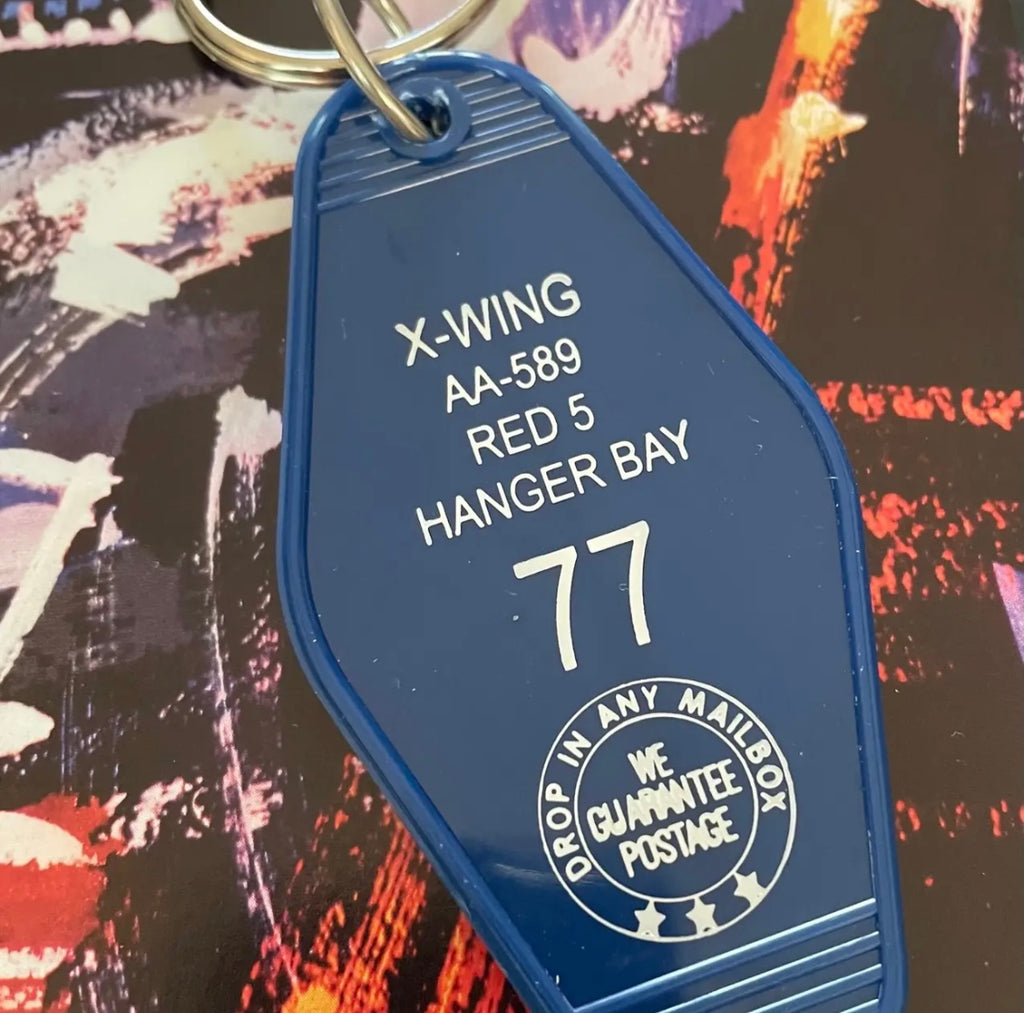 X-WING
AA-589
RED 5
HANGER BAY
77
DROP IN ANY MAILBOX
WE
GUARANTEE
POSTAGE